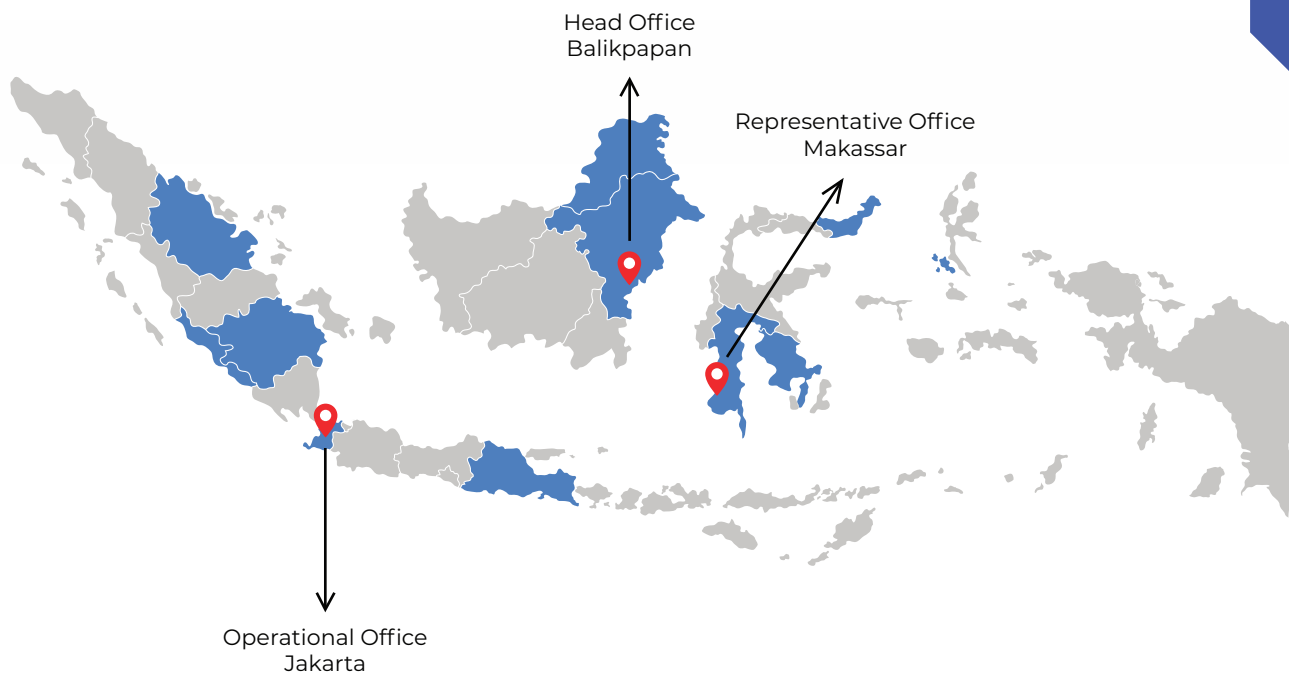 Head Office
Balikpapan
Representative Office
Makassar
Operational Office
Jakarta